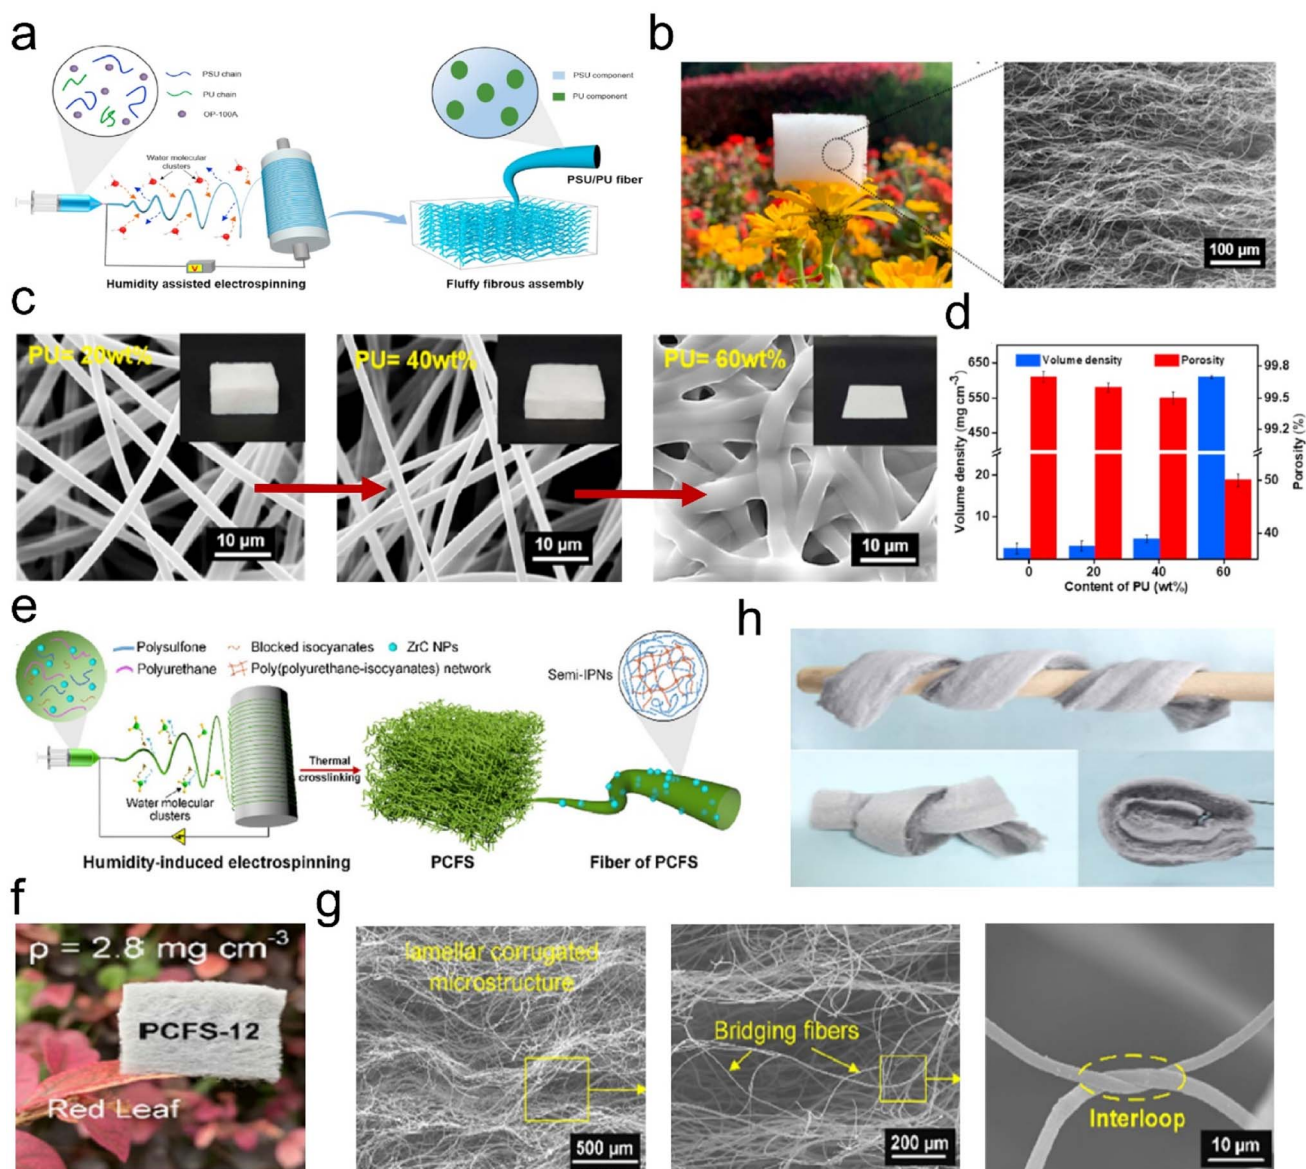 a
PSU chain
PU chain
OP-100A
Water molecular
clusters
V
Humidity assisted electrospinning
PSU component
PU component
PSU/PU fiber
Fluffy fibrous assembly
b
100 μm
c
PU= 20wt%
10 μm
PU= 40wt%
10 μm
PU= 60wt%
10 μm
d
Volume density
Porosity
Volume density (mg cm⁻³)
650
550
450
20
10
99.8
99.5
99.2
50
40
Porosity (%)
0
20
40
60
Content of PU (wt%)
e
Polysulfone
Blocked isocyanates
ZrC NPs
Polyurethane
Poly(polyurethane-isocyanates) network
Water molecular
clusters
Humidity-induced electrospinning
Thermal
crosslinking
PCFS
Semi-IPNs
Fiber of PCFS
h
f
ρ = 2.8 mg cm⁻³
PCFS-12
Red Leaf
g
lamellar corrugated
microstructure
500 μm
Bridging fibers
200 μm
Interloop
10 μm